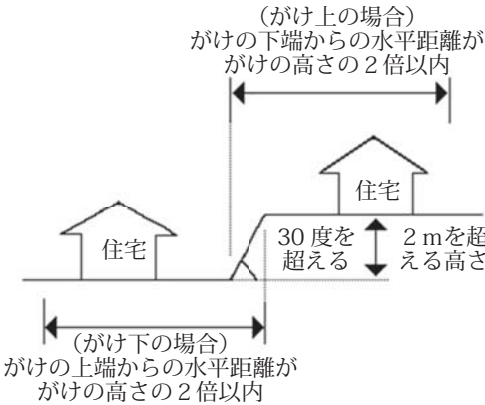 （がけ上の場合）
がけの下端からの水平距離が
がけの高さの２倍以内
住宅
住宅
30 度を
超える
２ｍを超
える高さ
（がけ下の場合）
がけの上端からの水平距離が
がけの高さの２倍以内